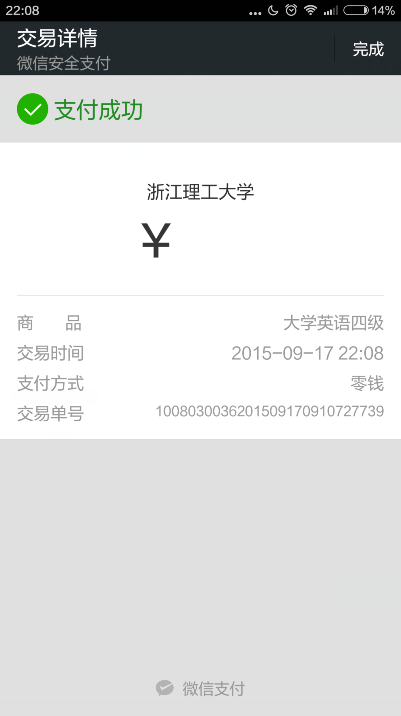 22:08 ... 14%
交易详情
微信安全支付
完成
支付成功
浙江理工大学
¥
商 品 大学英语四级
交易时间 2015-09-17 22:08
支付方式 零钱
交易单号 1008030036201509170910727739
微信支付